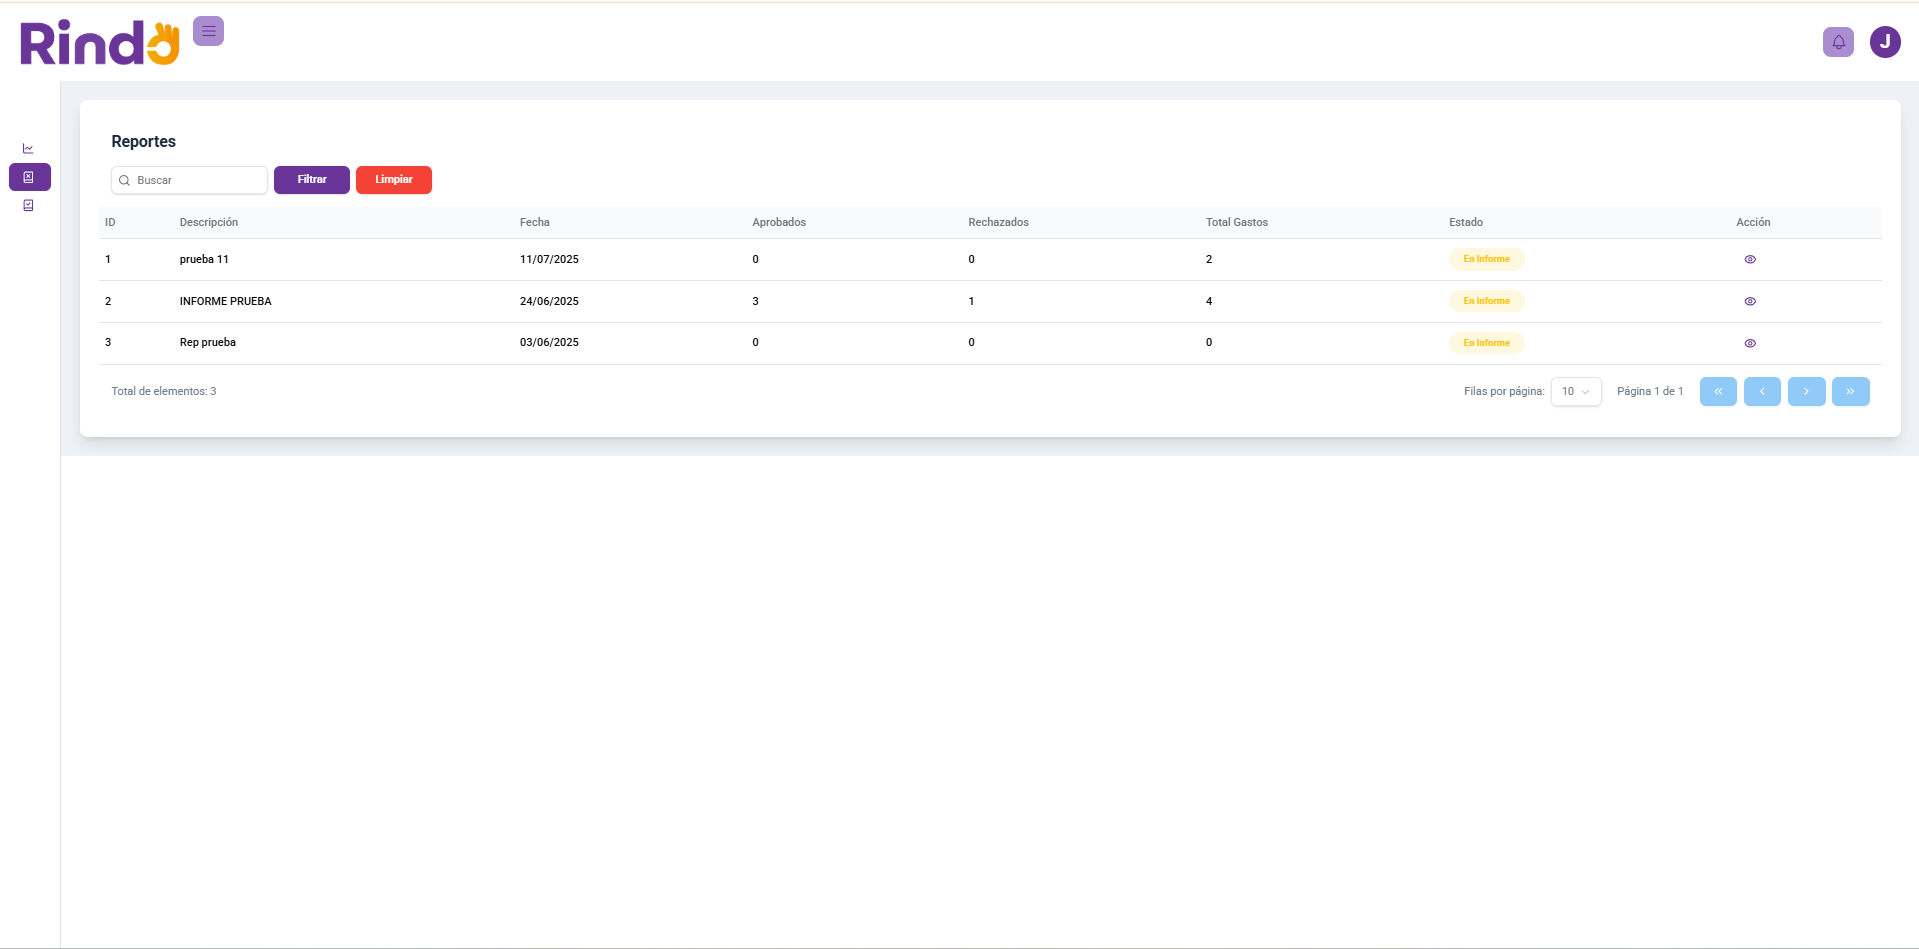 Rindo
J
Reportes
Buscar Filtrar Limpiar
ID Descripción Fecha Aprobados Rechazados Total Gastos Estado Acción
1 prueba 11 11/07/2025 0 0 2 En Informe
2 INFORME PRUEBA 24/06/2025 3 1 4 En Informe
3 Rep prueba 03/06/2025 0 0 0 En Informe
Total de elementos: 3 Filas por página: 10 Página 1 de 1